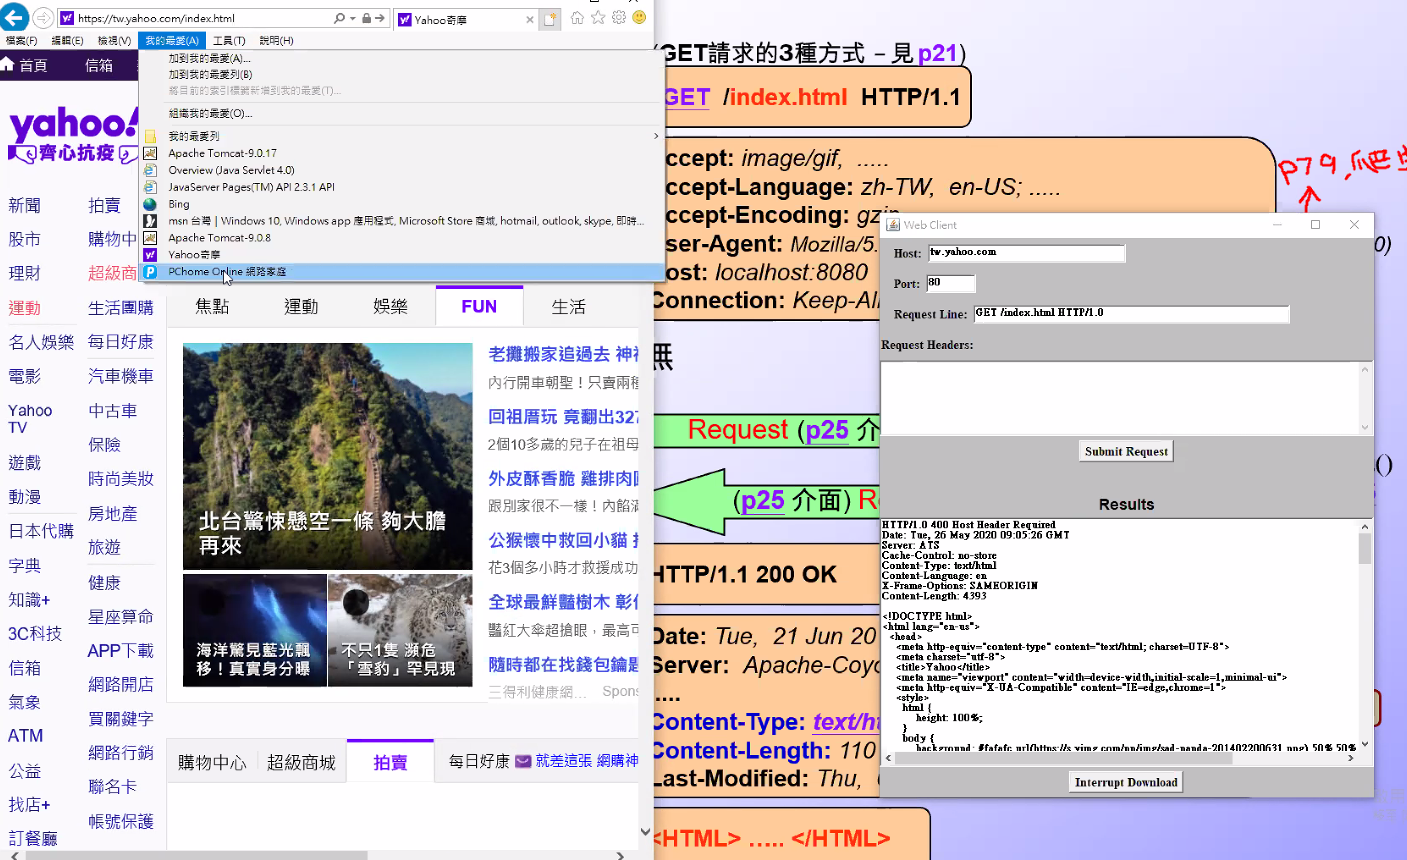 https://tw.yahoo.com/index.html
Yahoo奇摩
檔案(F) 編輯(E) 檢視(V) 我的最愛(A) 工具(T) 說明(H)
首頁 信箱
加到我的最愛(A)...
加到我的最愛列(B)
將目前的索引標籤新增到我的最愛(T)...
組織我的最愛(O)...
我的最愛列
Apache Tomcat-9.0.17
Overview (Java Servlet 4.0)
JavaServer Pages(TM) API 2.3.1 API
Bing
msn 台灣 | Windows 10, Windows app 應用程式, Microsoft Store 商城, hotmail, outlook, skype, 即時...
Apache Tomcat-9.0.8
Yahoo奇摩
PChome Online 網路家庭
yahoo!
齊心抗疫
新聞 拍賣
股市 購物中
理財 超級商
運動 生活團購
名人娛樂 每日好康
電影 汽車機車
Yahoo TV 中古車
保險
遊戲 時尚美妝
動漫 房地產
日本代購 旅遊
字典 健康
知識+ 星座算命
3C科技 APP下載
信箱 網路開店
氣象 買關鍵字
ATM 網路行銷
公益 聯名卡
找店+ 帳號保護
訂餐廳
焦點 運動 娛樂 FUN 生活
北台驚悚懸空一條 夠大膽
再來
海洋驚見藍光飄
移！真實身分曝
不只1隻 瀕危
「雪豹」罕見現
老攤搬家追過去
內行開車朝聖！只賣兩種
回祖厝玩 竟翻出327
2個10多歲的兒子在祖母
外皮酥香脆 雞排肉
跟別家很不一樣！內餡滿
公猴懷中救回小貓
花3個多小時才救援成功
全球最鮮豔樹木
豔紅大傘超搶眼，最高可
隨時都在找錢包鑰匙
三得利健康網... Spons
購物中心 超級商城 拍賣 每日好康 就差這張 網購神
(GET請求的3種方式 – 見 p21)
GET /index.html HTTP/1.1
ccept: image/gif, .....
ccept-Language: zh-TW, en-US; .....
ccept-Encoding: gzip
ser-Agent: Mozilla/5.
0)
ost: localhost:8080
Connection: Keep-Ali
無
Request (p25 介
()
(p25 介面) R
HTTP/1.1 200 OK
Date: Tue, 21 Jun 20
Server: Apache-Coyo
....
Content-Type: text/ht
Content-Length: 110
Last-Modified: Thu,
<HTML> ..... </HTML>
p79
Web Client
Host: tw.yahoo.com
Port: 80
Request Line: GET /index.html HTTP/1.0
Request Headers:
Submit Request
Results
HTTP/1.0 400 Host Header Required
Date: Tue, 26 May 2020 09:05:26 GMT
Server: ATS
Cache-Control: no-store
Content-Type: text/html
Content-Language: en
X-Frame-Options: SAMEORIGIN
Content-Length: 4393
<!DOCTYPE html>
<html lang="en-us">
<head>
<meta http-equiv="content-type" content="text/html; charset=UTF-8">
<meta charset="utf-8">
<title>Yahoo</title>
<meta name="viewport" content="width=device-width,initial-scale=1,minimal-ui">
<meta http-equiv="X-UA-Compatible" content="IE=edge,chrome=1">
<style>
html {
height: 100%;
}
body {
background: #fafafc url(https://s.yimg.com/nn/img/sad-panda-201402200631.png) 50% 50%
Interrupt Download